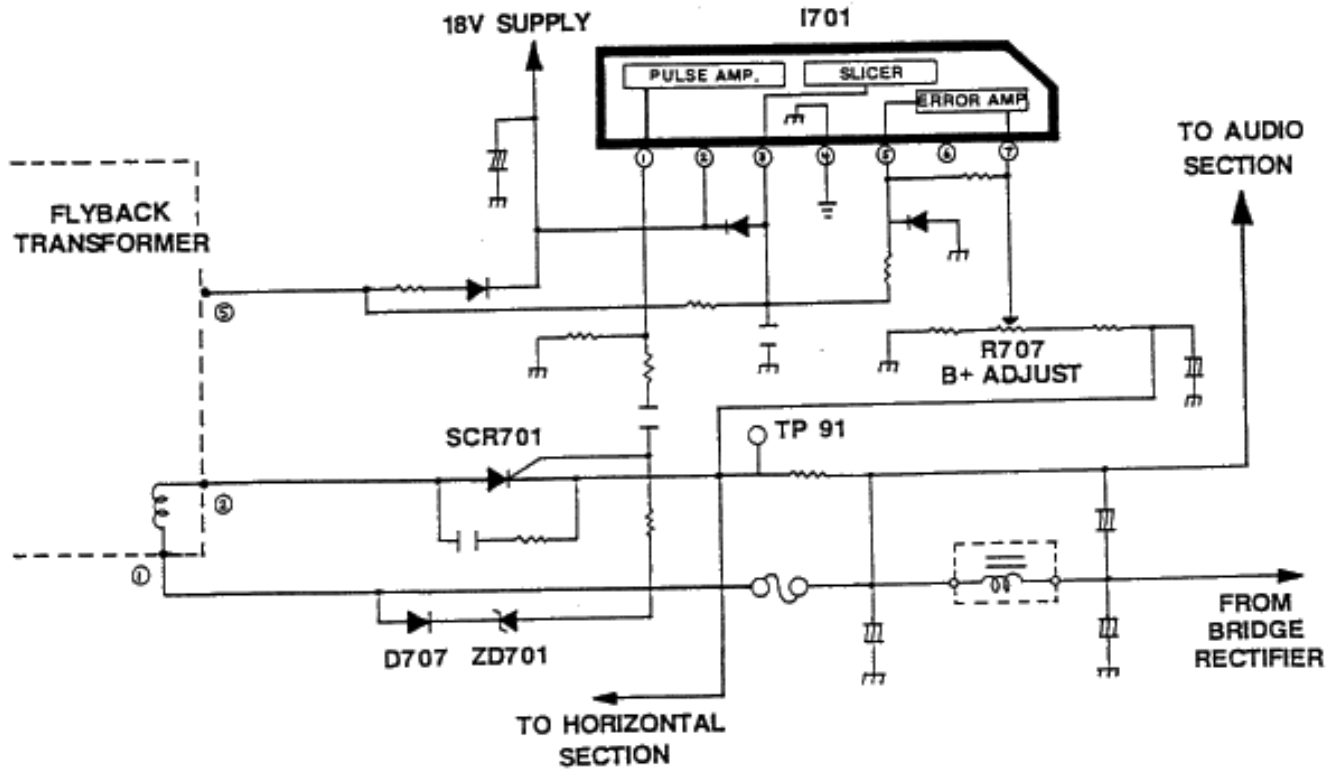 18V SUPPLY
I701
PULSE AMP.
SLICER
ERROR AMP
1 2 3 4 5 6 7
TO AUDIO
SECTION
FLYBACK
TRANSFORMER
5
R707
B+ ADJUST
TP 91
SCR701
2
1
D707 ZD701
FROM
BRIDGE
RECTIFIER
TO HORIZONTAL
SECTION